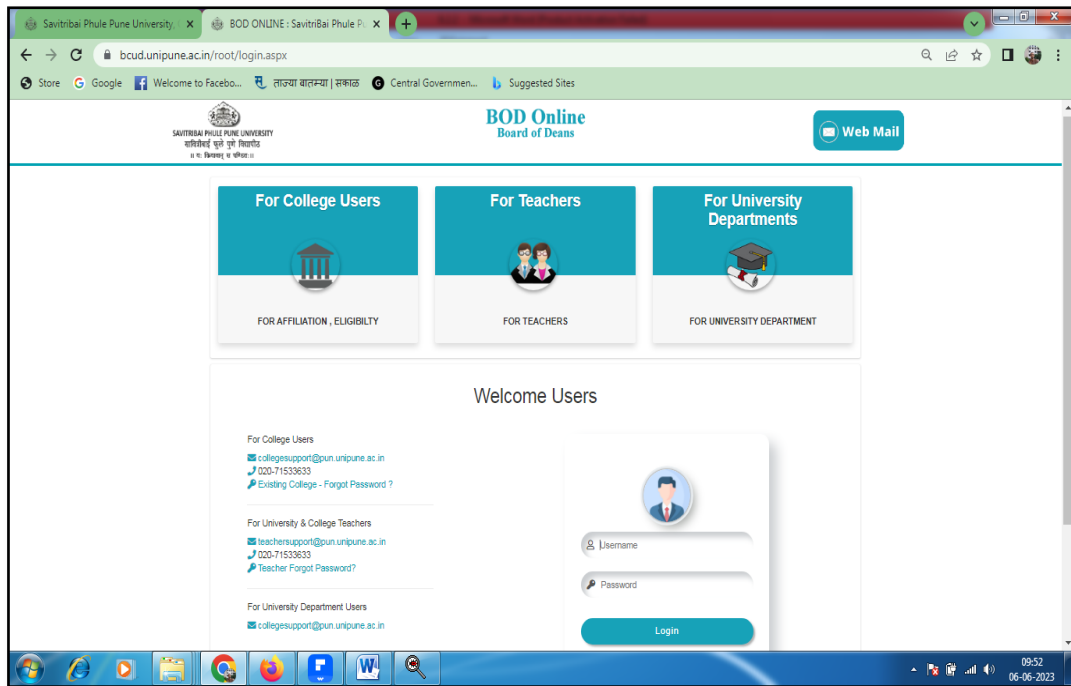 Savitribai Phule Pune University,
BOD ONLINE : SavitriBai Phule Pu
bcud.unipune.ac.in/root/login.aspx
Store Google Welcome to Facebo... ताज्या बातम्या | सकाळ Central Governmen... Suggested Sites
SAVITRIBAI PHULE PUNE UNIVERSITY
सावित्रीबाई फुले पुणे विद्यापीठ
॥ यः क्रियावान् स पण्डितः॥
BOD Online
Board of Deans
Web Mail
For College Users
FOR AFFILIATION , ELIGIBILTY
For Teachers
FOR TEACHERS
For University
Departments
FOR UNIVERSITY DEPARTMENT
Welcome Users
For College Users
collegesupport@pun.unipune.ac.in
020-71533633
Existing College - Forgot Password ?
For University & College Teachers
teachersupport@pun.unipune.ac.in
020-71533633
Teacher Forgot Password?
For University Department Users
collegesupport@pun.unipune.ac.in
Username
Password
Login
09:52
06-06-2023